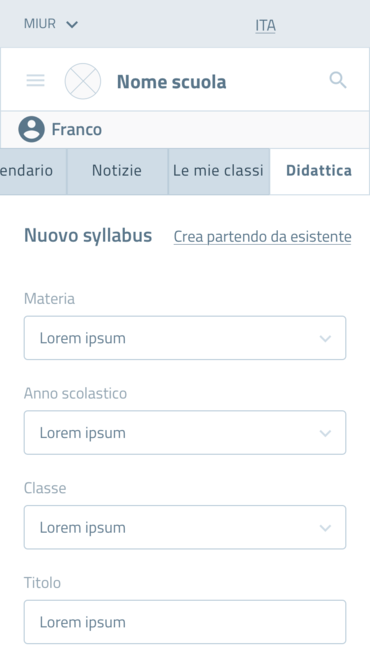 MIUR
ITA
Nome scuola
Franco
endario
Notizie
Le mie classi
Didattica
Nuovo syllabus
Crea partendo da esistente
Materia
Lorem ipsum
Anno scolastico
Lorem ipsum
Classe
Lorem ipsum
Titolo
Lorem ipsum